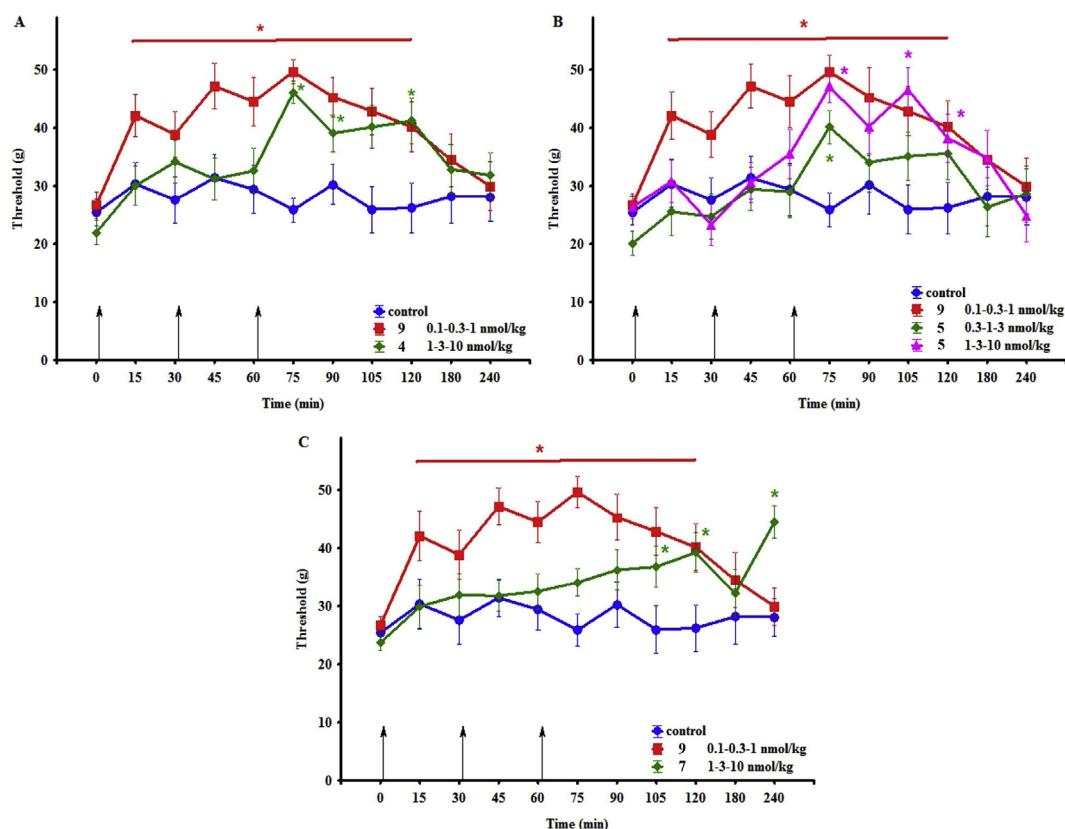 A
*
50
40
30
20
10
0
Threshold (g)
* * *
control
9 0.1-0.3-1 nmol/kg
4 1-3-10 nmol/kg
0 15 30 45 60 75 90 105 120 180 240
Time (min)
B
*
50
40
30
20
10
0
Threshold (g)
* * * *
control
9 0.1-0.3-1 nmol/kg
5 0.3-1-3 nmol/kg
5 1-3-10 nmol/kg
0 15 30 45 60 75 90 105 120 180 240
Time (min)
C
*
50
40
30
20
10
0
Threshold (g)
* * *
control
9 0.1-0.3-1 nmol/kg
7 1-3-10 nmol/kg
0 15 30 45 60 75 90 105 120 180 240
Time (min)